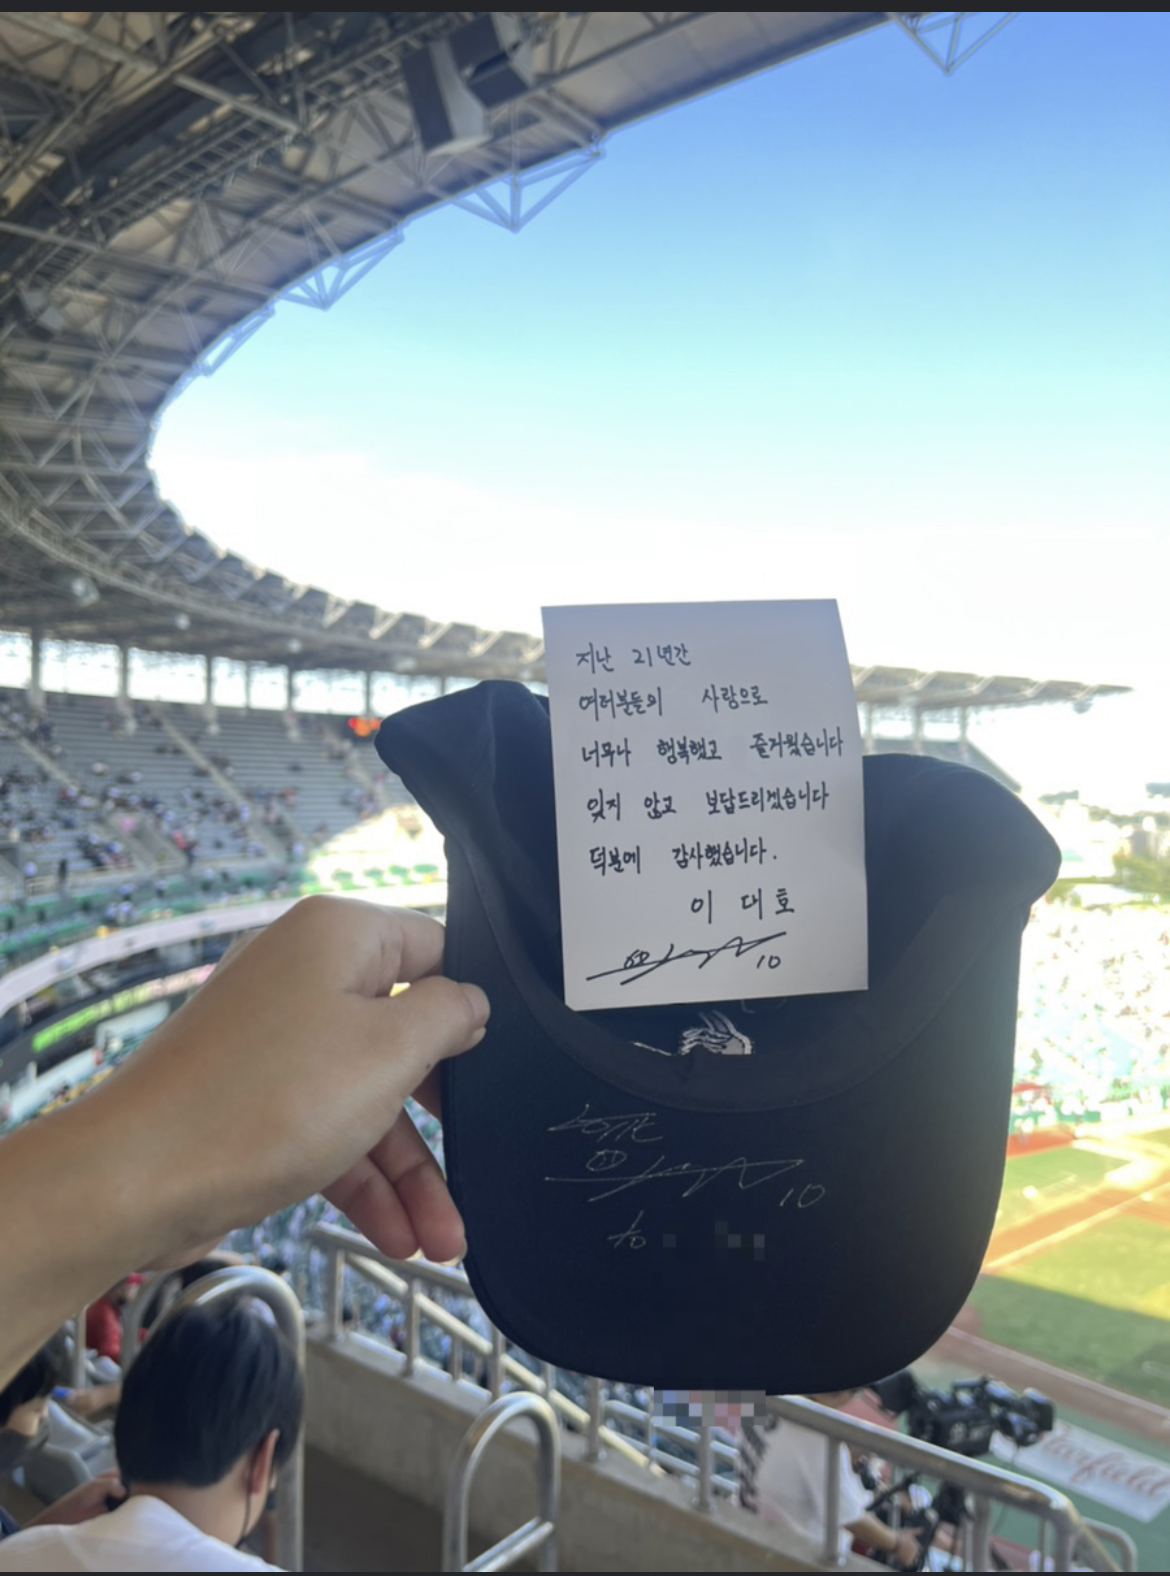 지난 21년간
여러분들의 사랑으로
너무나 행복했고 즐거웠습니다
잊지 않고 보답드리겠습니다
덕분에 감사했습니다.
이 대호
10
LOTTE
10
to